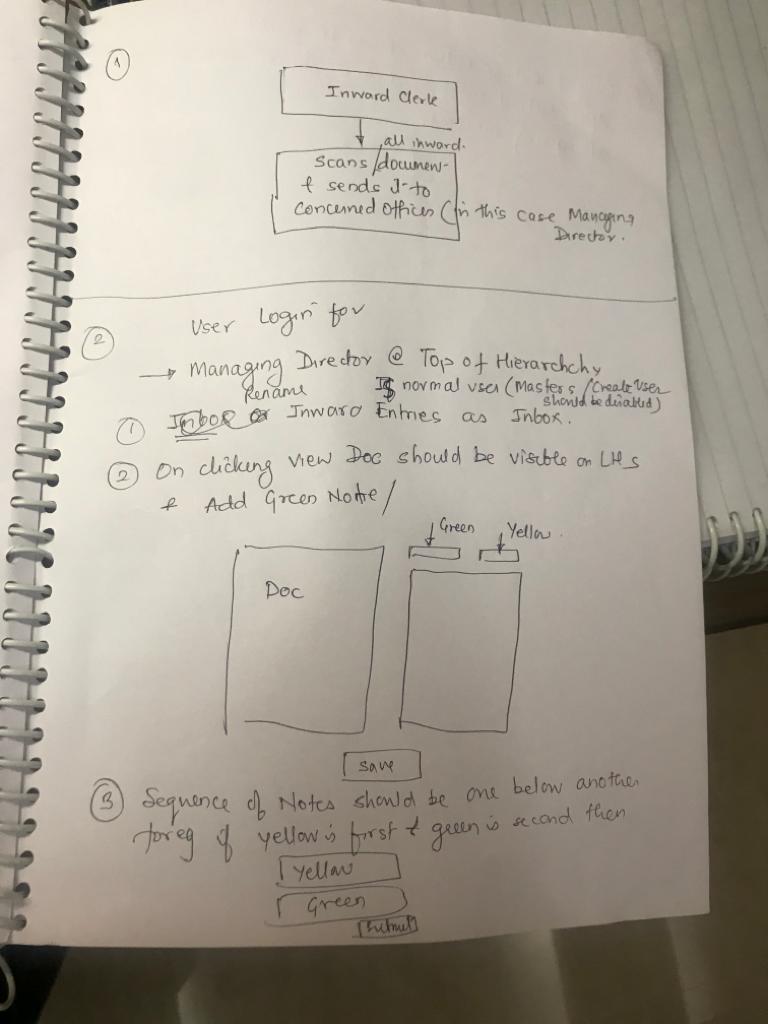 1
Inward Clerk
all inward.
Scans/documen-
& sends it to
Concerned Officer (in this case Managing
Director.
2
User Login for
→ Managing Director @ Top of Hierarchchy
Is normal user (Masters/Create User
should be disabled)
Rename
1 Inbox or Inward Entries as Inbox.
2 On clicking view Doc should be visible on LHS
& Add Green Note/
Green Yellow.
Doc
Save
3 Sequence of Notes should be one below another
for eg if yellow is first & green is second then
Yellow
Green
Submit